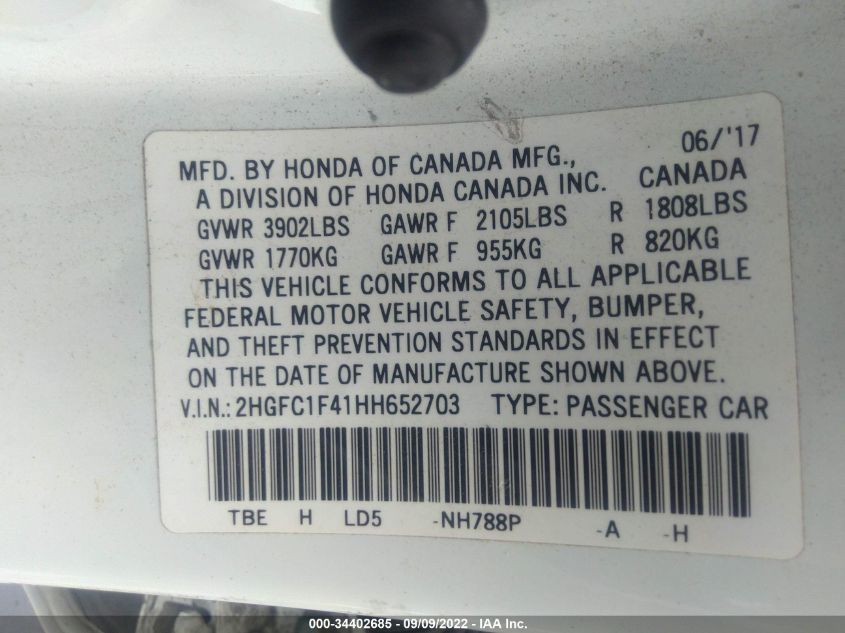 06/'17
MFD. BY HONDA OF CANADA MFG., CANADA
A DIVISION OF HONDA CANADA INC.
GVWR 3902LBS GAWR F 2105LBS R 1808LBS
GVWR 1770KG GAWR F 955KG R 820KG
THIS VEHICLE CONFORMS TO ALL APPLICABLE
FEDERAL MOTOR VEHICLE SAFETY, BUMPER,
AND THEFT PREVENTION STANDARDS IN EFFECT
ON THE DATE OF MANUFACTURE SHOWN ABOVE.
V.I.N.: 2HGFC1F41HH652703 TYPE: PASSENGER CAR
TBE H LD5 -NH788P -A -H
000-34402685 - 09/09/2022 - IAA Inc.